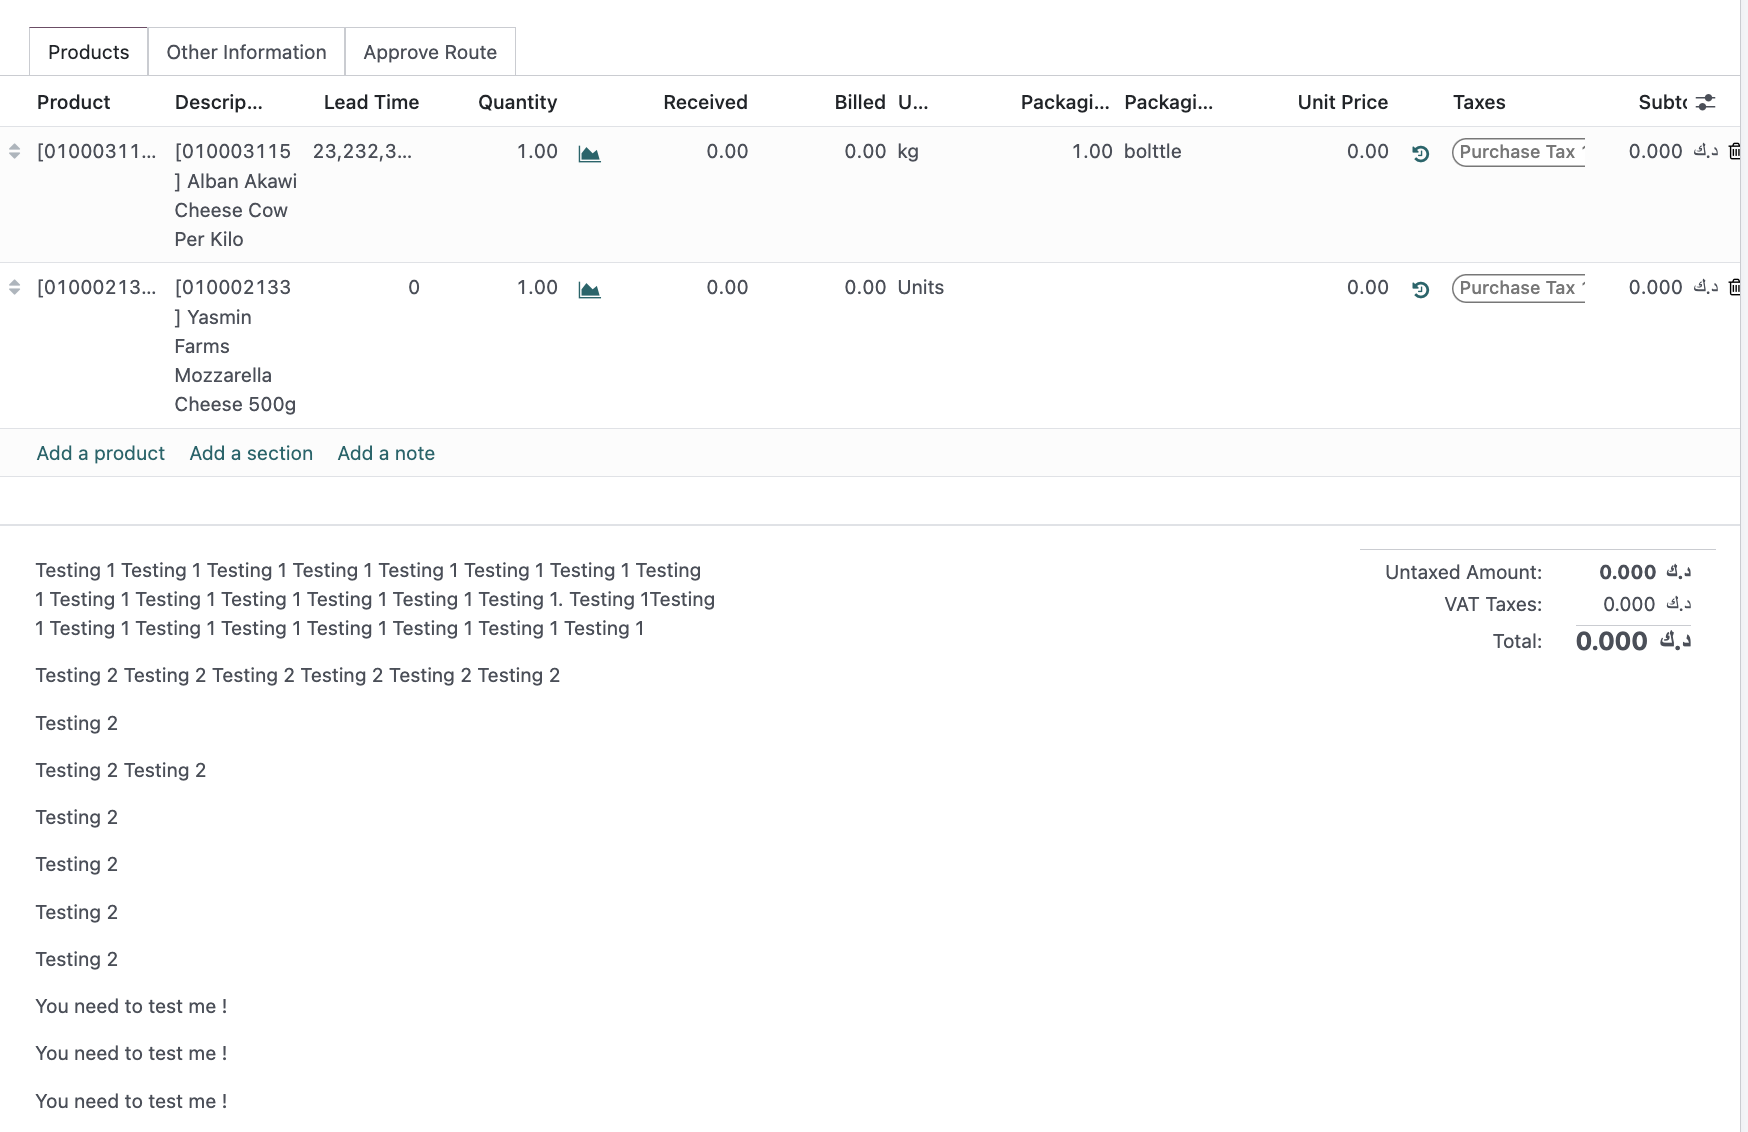 Products Other Information Approve Route
Product Descrip... Lead Time Quantity Received Billed U... Packagi... Packagi... Unit Price Taxes Subto
[01000311... [010003115 23,232,3... 1.00 0.00 0.00 kg 1.00 bolttle 0.00 Purchase Tax 0.000 د.ك
] Alban Akawi
Cheese Cow
Per Kilo
[01000213... [010002133 0 1.00 0.00 0.00 Units 0.00 Purchase Tax 0.000 د.ك
] Yasmin
Farms
Mozzarella
Cheese 500g
Add a product Add a section Add a note
Testing 1 Testing 1 Testing 1 Testing 1 Testing 1 Testing 1 Testing 1 Testing
1 Testing 1 Testing 1 Testing 1 Testing 1 Testing 1 Testing 1. Testing 1Testing
1 Testing 1 Testing 1 Testing 1 Testing 1 Testing 1 Testing 1 Testing 1
Testing 2 Testing 2 Testing 2 Testing 2 Testing 2 Testing 2
Testing 2
Testing 2 Testing 2
Testing 2
Testing 2
Testing 2
Testing 2
You need to test me !
You need to test me !
You need to test me !
Untaxed Amount: 0.000 د.ك
VAT Taxes: 0.000 د.ك
Total: 0.000 د.ك